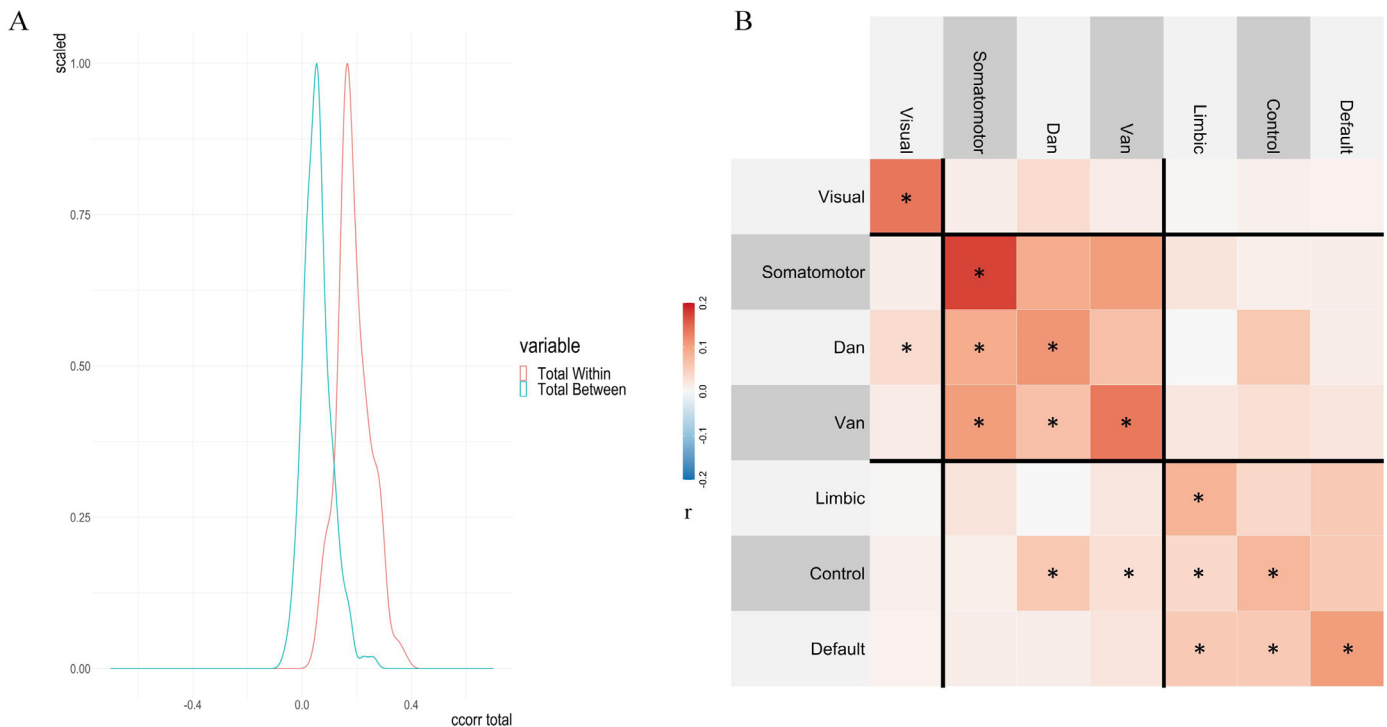 A
scaled
1.00
0.75
0.50
0.25
0.00
-0.4
0.0
0.4
ccorr total
variable
Total Within
Total Between
B
0.2
0.1
0.0
-0.1
-0.2
r
Visual
Somatomotor
Dan
Van
Limbic
Control
Default
Visual
*
Somatomotor
*
Dan
* * *
Van
* * *
Limbic
*
Control
* * * *
Default
* * *